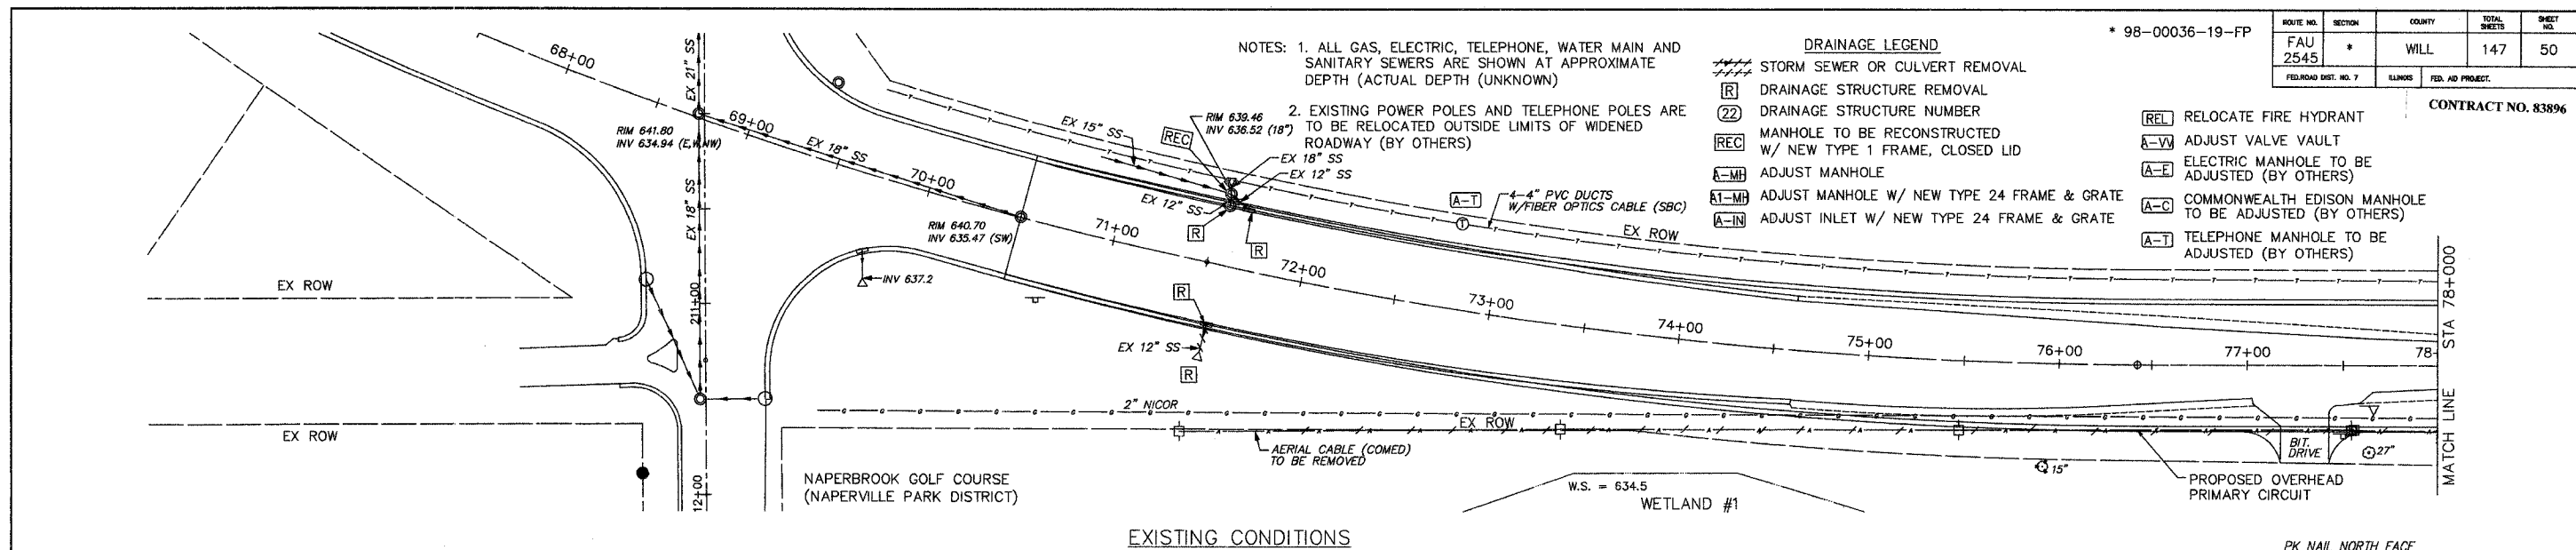 * 98-00036-19-FP
ROUTE NO. SECTION COUNTY TOTAL SHEETS SHEET NO.
FAU 2545 * WILL 147 50
FED.ROAD DIST. NO. 7 ILLINOIS FED. AID PROJECT.
CONTRACT NO. 83896
NOTES: 1. ALL GAS, ELECTRIC, TELEPHONE, WATER MAIN AND
SANITARY SEWERS ARE SHOWN AT APPROXIMATE
DEPTH (ACTUAL DEPTH (UNKNOWN)
2. EXISTING POWER POLES AND TELEPHONE POLES ARE
TO BE RELOCATED OUTSIDE LIMITS OF WIDENED
ROADWAY (BY OTHERS)
DRAINAGE LEGEND
STORM SEWER OR CULVERT REMOVAL
R DRAINAGE STRUCTURE REMOVAL
22 DRAINAGE STRUCTURE NUMBER
REC MANHOLE TO BE RECONSTRUCTED
W/ NEW TYPE 1 FRAME, CLOSED LID
A-MH ADJUST MANHOLE
A1-MH ADJUST MANHOLE W/ NEW TYPE 24 FRAME & GRATE
A-IN ADJUST INLET W/ NEW TYPE 24 FRAME & GRATE
REL RELOCATE FIRE HYDRANT
A-VV ADJUST VALVE VAULT
A-E ELECTRIC MANHOLE TO BE
ADJUSTED (BY OTHERS)
A-C COMMONWEALTH EDISON MANHOLE
TO BE ADJUSTED (BY OTHERS)
A-T TELEPHONE MANHOLE TO BE
ADJUSTED (BY OTHERS)
68+00
EX 21" SS
69+00
RIM 641.80
INV 634.94 (E,W,NW)
EX 18" SS
70+00
EX 18" SS
RIM 640.70
INV 635.47 (SW)
EX 15" SS
REC
RIM 639.46
INV 636.52 (18")
EX 18" SS
EX 12" SS
EX 12" SS
R
R
A-T
4-4" PVC DUCTS
W/FIBER OPTICS CABLE (SBC)
T
EX ROW
71+00
72+00
73+00
74+00
75+00
76+00
77+00
78
MATCH LINE STA 78+000
EX ROW
211+00
INV 637.2
R
EX 12" SS
R
2" NICOR
EX ROW
EX ROW
AERIAL CABLE (COMED)
TO BE REMOVED
12+00
NAPERBROOK GOLF COURSE
(NAPERVILLE PARK DISTRICT)
W.S. = 634.5
WETLAND #1
15"
BIT.
DRIVE
27"
PROPOSED OVERHEAD
PRIMARY CIRCUIT
EXISTING CONDITIONS
PK NAIL NORTH FACE